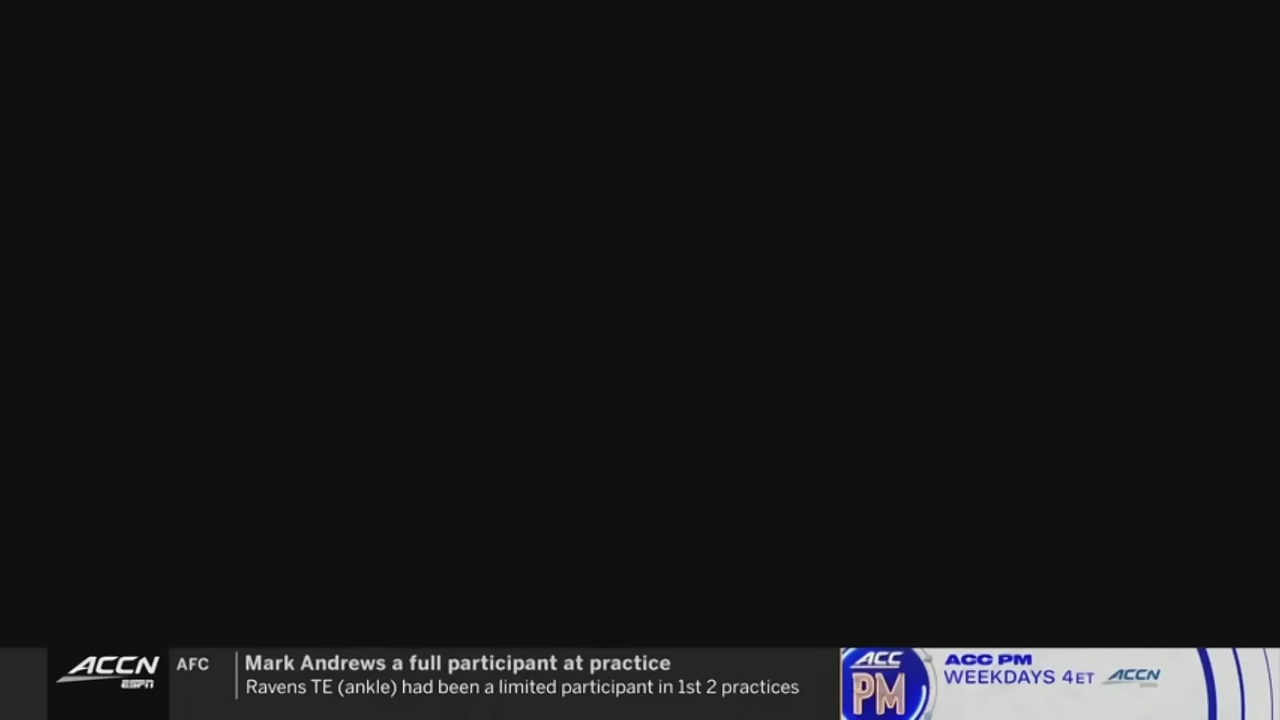 ACCN
ESPN
AFC
Mark Andrews a full participant at practice
Ravens TE (ankle) had been a limited participant in 1st 2 practices
ACC
PM
ACC PM
WEEKDAYS 4ET ACCN